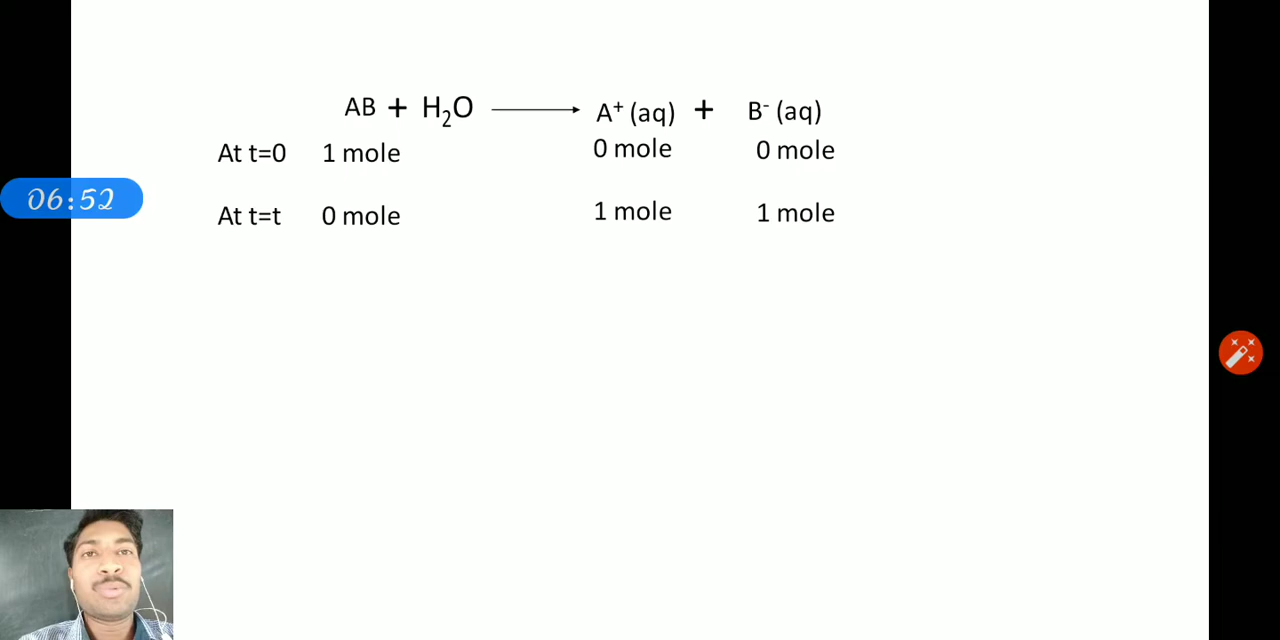 AB + H₂O ⟶ A⁺ (aq) + B⁻ (aq)
At t=0 1 mole 0 mole 0 mole
06:52
At t=t 0 mole 1 mole 1 mole